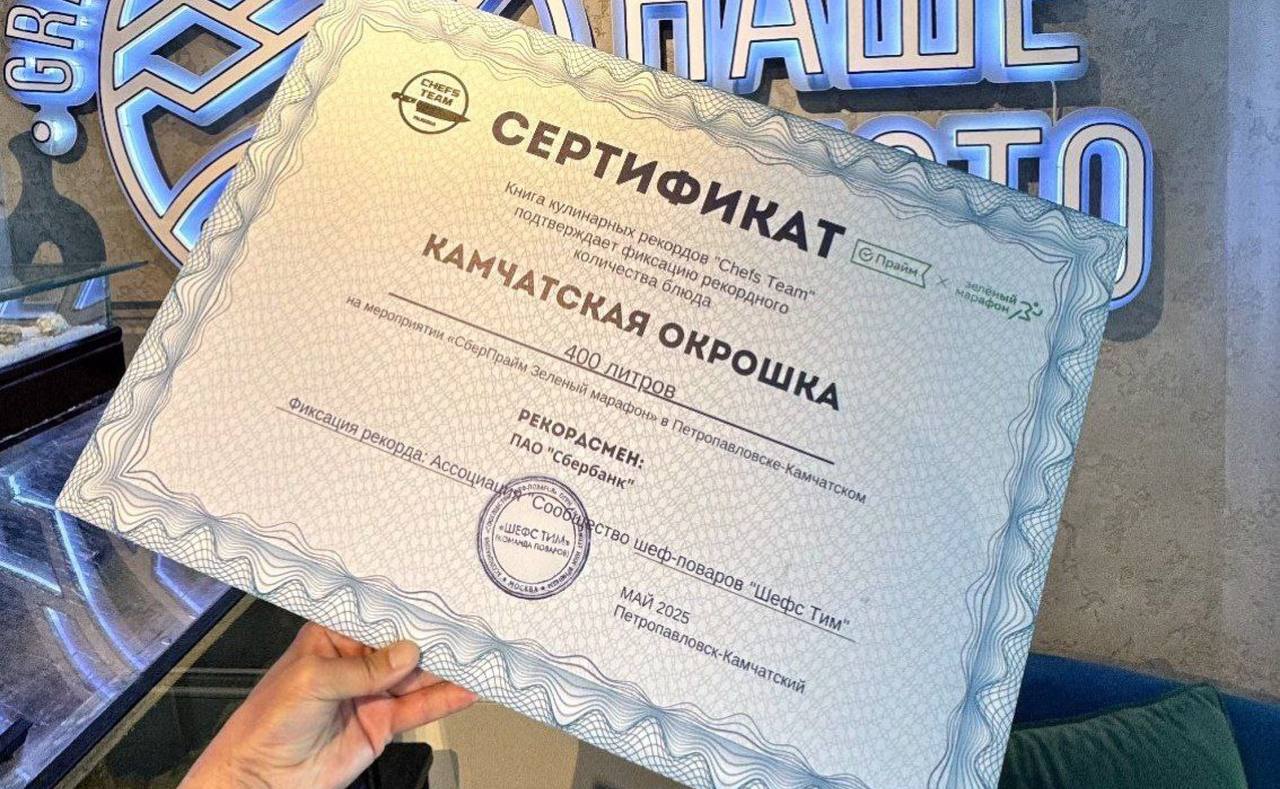 НАШЕ
CHEFS
TEAM
СЕРТИФИКАТ
Книга кулинарных рекордов "Chefs Team"
подтверждает фиксацию рекордного
количества блюда
Прайм × зелёный
марафон
КАМЧАТСКАЯ ОКРОШКА
400 литров
на мероприятии «СберПрайм Зеленый марафон» в Петропавловске-Камчатском
РЕКОРДСМЕН:
ПАО "Сбербанк"
Фиксация рекорда: Ассоциация "Сообщество шеф-поваров "Шефс Тим"
«ШЕФС ТИМ»
(КОМАНДА ПОВАРОВ)
МОСКВА
МАЙ 2025
Петропавловск-Камчатский